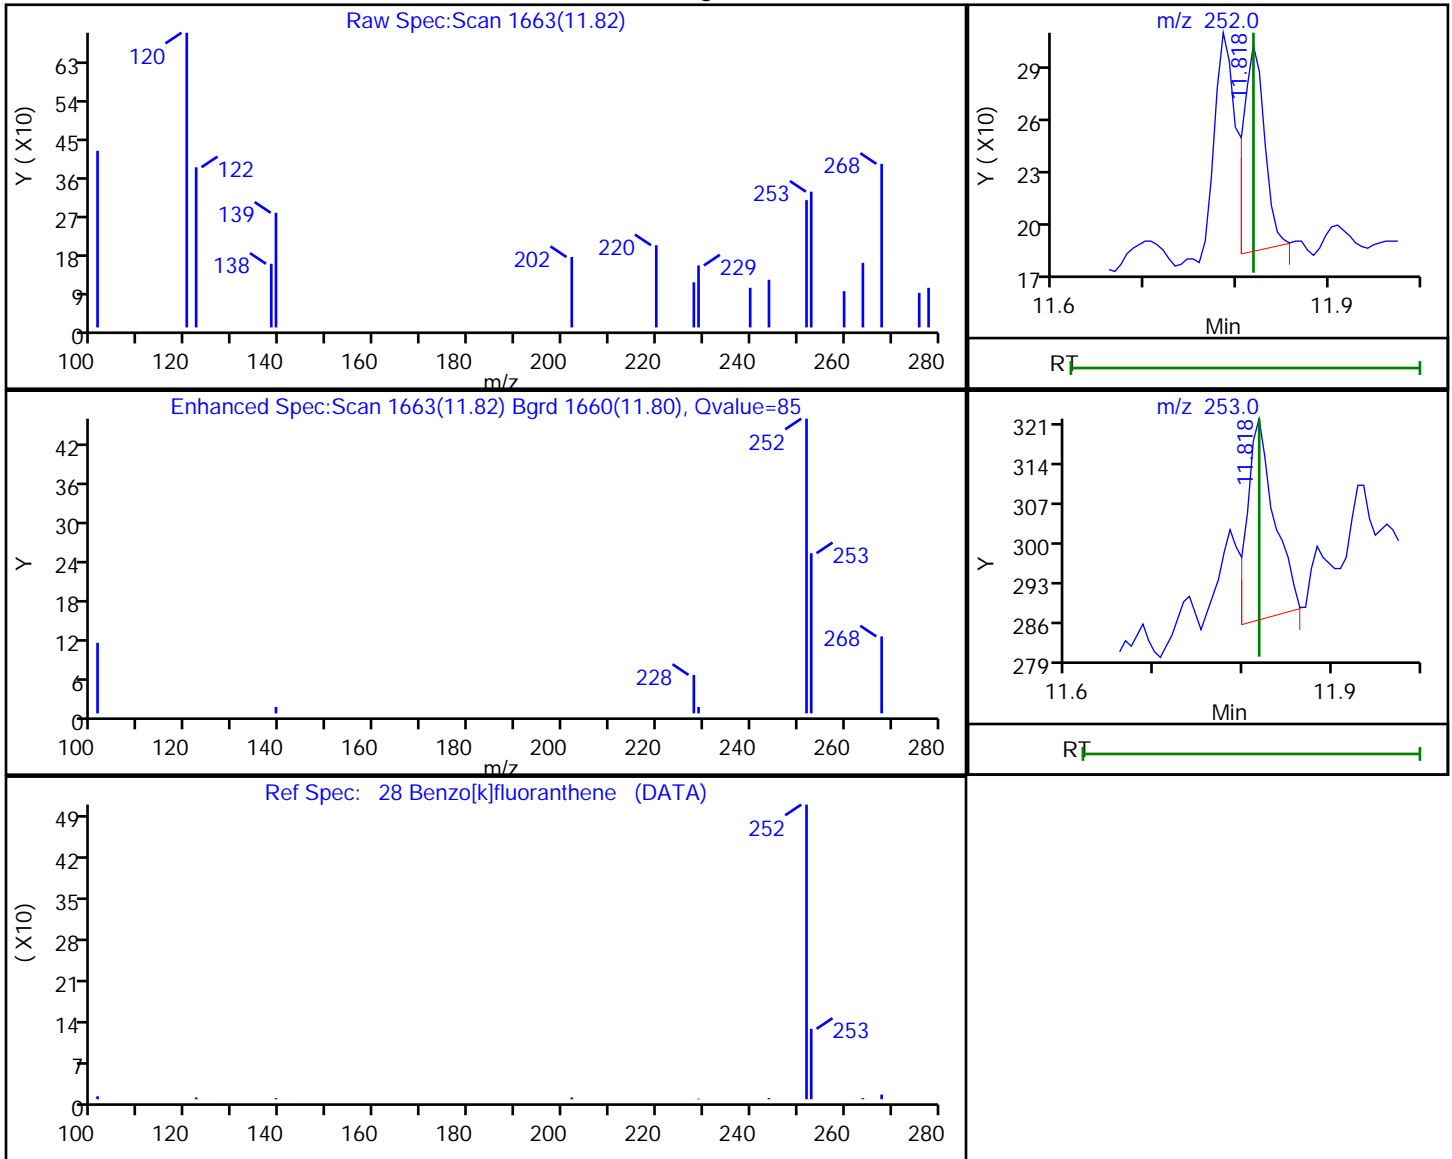 Raw Spec:Scan 1663(11.82)
Y ( X10)
63
54
45
36
27
18
9
0
120
122
139
138
202
220
229
253
268
100 120 140 160 180 200 220 240 260 280
m/z
m/z 252.0
Y ( X10)
29
26
23
20
17
11.818
11.6 11.9
Min
RT
Enhanced Spec:Scan 1663(11.82) Bgrd 1660(11.80), Qvalue=85
Y
42
36
30
24
18
12
6
0
252
253
268
228
100 120 140 160 180 200 220 240 260 280
m/z
m/z 253.0
Y
321
314
307
300
293
286
279
11.818
11.6 11.9
Min
RT
Ref Spec: 28 Benzo[k]fluoranthene (DATA)
( X10)
49
42
35
28
21
14
7
0
252
253
100 120 140 160 180 200 220 240 260 280